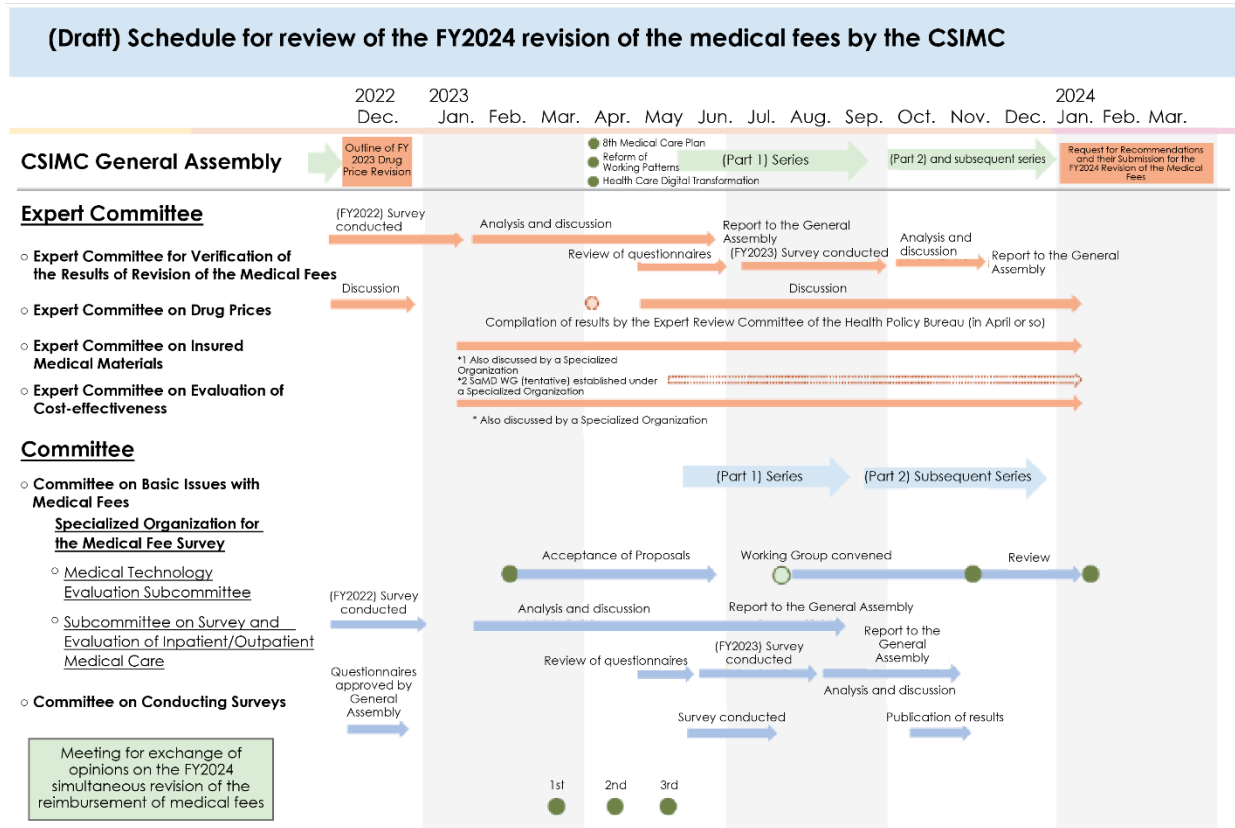 (Draft) Schedule for review of the FY2024 revision of the medical fees by the CSIMC
2022
2023
2024
Dec.
Jan.
Feb.
Mar.
Apr.
May
Jun.
Jul.
Aug.
Sep.
Oct.
Nov.
Dec.
Jan.
Feb.
Mar.
CSIMC General Assembly
Outline of FY
2023 Drug
Price Revision
8th Medical Care Plan
Reform of
Working Patterns
Health Care Digital Transformation
(Part 1) Series
(Part 2) and subsequent series
Request for Recommendations
and their Submission for the
FY2024 Revision of the Medical
Fees
Expert Committee
○ Expert Committee for Verification of
the Results of Revision of the Medical Fees
(FY2022) Survey
conducted
Analysis and discussion
Report to the General
Assembly
Review of questionnaires
(FY2023) Survey conducted
Analysis and
discussion
Report to the General
Assembly
○ Expert Committee on Drug Prices
Discussion
Discussion
Compilation of results by the Expert Review Committee of the Health Policy Bureau (in April or so)
○ Expert Committee on Insured
Medical Materials
*1 Also discussed by a Specialized
Organization
*2 SaMD WG (tentative) established under
a Specialized Organization
○ Expert Committee on Evaluation of
Cost-effectiveness
* Also discussed by a Specialized Organization
Committee
○ Committee on Basic Issues with
Medical Fees
(Part 1) Series
(Part 2) Subsequent Series
Specialized Organization for
the Medical Fee Survey
○ Medical Technology
Evaluation Subcommittee
Acceptance of Proposals
Working Group convened
Review
○ Subcommittee on Survey and
Evaluation of Inpatient/Outpatient
Medical Care
(FY2022) Survey
conducted
Analysis and discussion
Report to the General Assembly
Review of questionnaires
(FY2023) Survey
conducted
Report to the
General
Assembly
Analysis and discussion
○ Committee on Conducting Surveys
Questionnaires
approved by
General
Assembly
Survey conducted
Publication of results
Meeting for exchange of
opinions on the FY2024
simultaneous revision of the
reimbursement of medical fees
1st
2nd
3rd